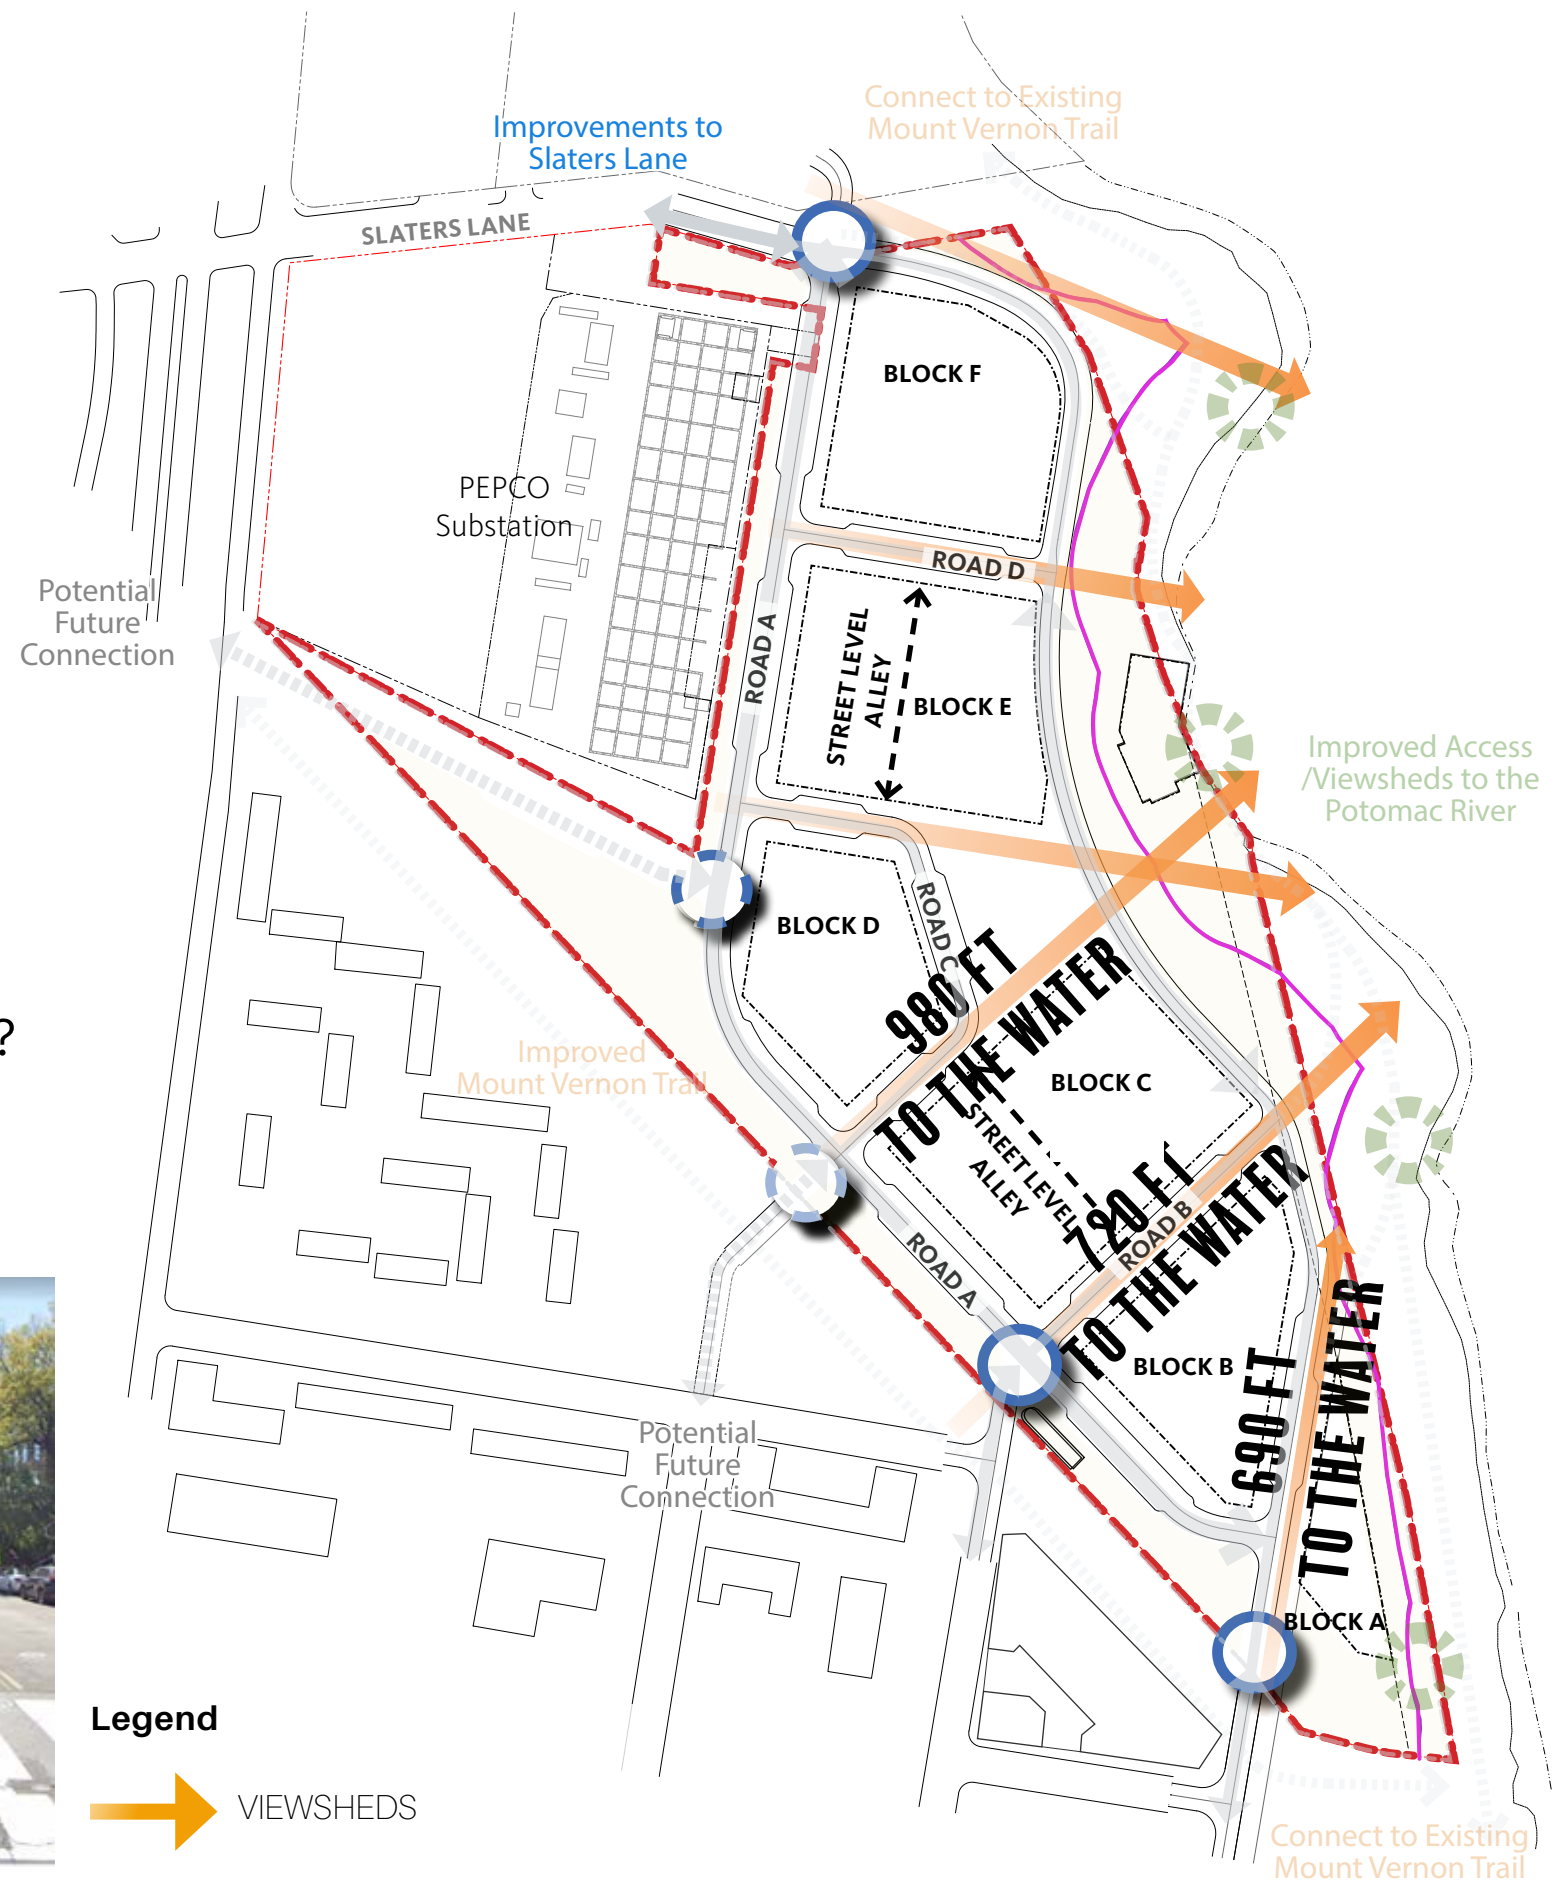 Connect to Existing
Mount Vernon Trail
Improvements to
Slaters Lane
SLATERS LANE
BLOCK F
PEPCO
Substation
ROAD D
Potential
Future
Connection
ROAD A
STREET LEVEL
ALLEY
BLOCK E
Improved Access
/Viewsheds to the
Potomac River
BLOCK D
ROAD C
980 FT
TO THE WATER
?
Improved
Mount Vernon Trail
BLOCK C
STREET LEVEL
ALLEY
720 FT
TO THE WATER
ROAD B
ROAD A
BLOCK B
690 FT
TO THE WATER
Potential
Future
Connection
BLOCK A
Legend
VIEWSHEDS
Connect to Existing
Mount Vernon Trail